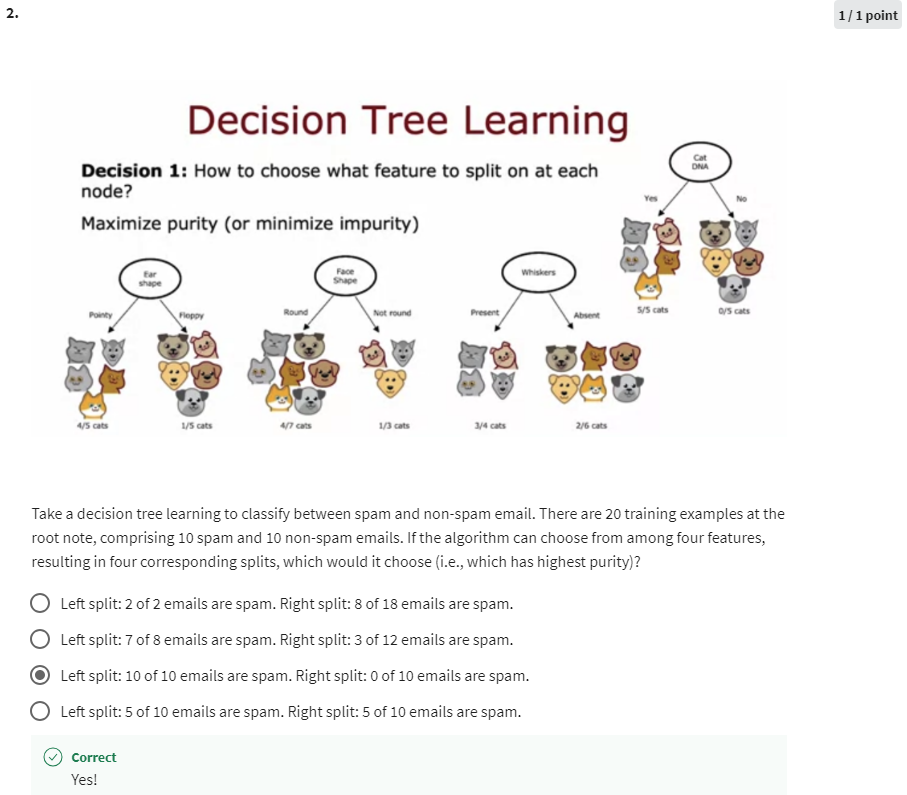 2.
1 / 1 point
Decision Tree Learning
Decision 1: How to choose what feature to split on at each
node?
Maximize purity (or minimize impurity)
Cat
DNA
Yes
No
5/5 cats
0/5 cats
Ear
shape
Pointy
Floppy
4/5 cats
1/5 cats
Face
Shape
Round
Not round
4/7 cats
1/3 cats
Whiskers
Present
Absent
3/4 cats
2/6 cats
Take a decision tree learning to classify between spam and non-spam email. There are 20 training examples at the
root note, comprising 10 spam and 10 non-spam emails. If the algorithm can choose from among four features,
resulting in four corresponding splits, which would it choose (i.e., which has highest purity)?
Left split: 2 of 2 emails are spam. Right split: 8 of 18 emails are spam.
Left split: 7 of 8 emails are spam. Right split: 3 of 12 emails are spam.
Left split: 10 of 10 emails are spam. Right split: 0 of 10 emails are spam.
Left split: 5 of 10 emails are spam. Right split: 5 of 10 emails are spam.
Correct
Yes!